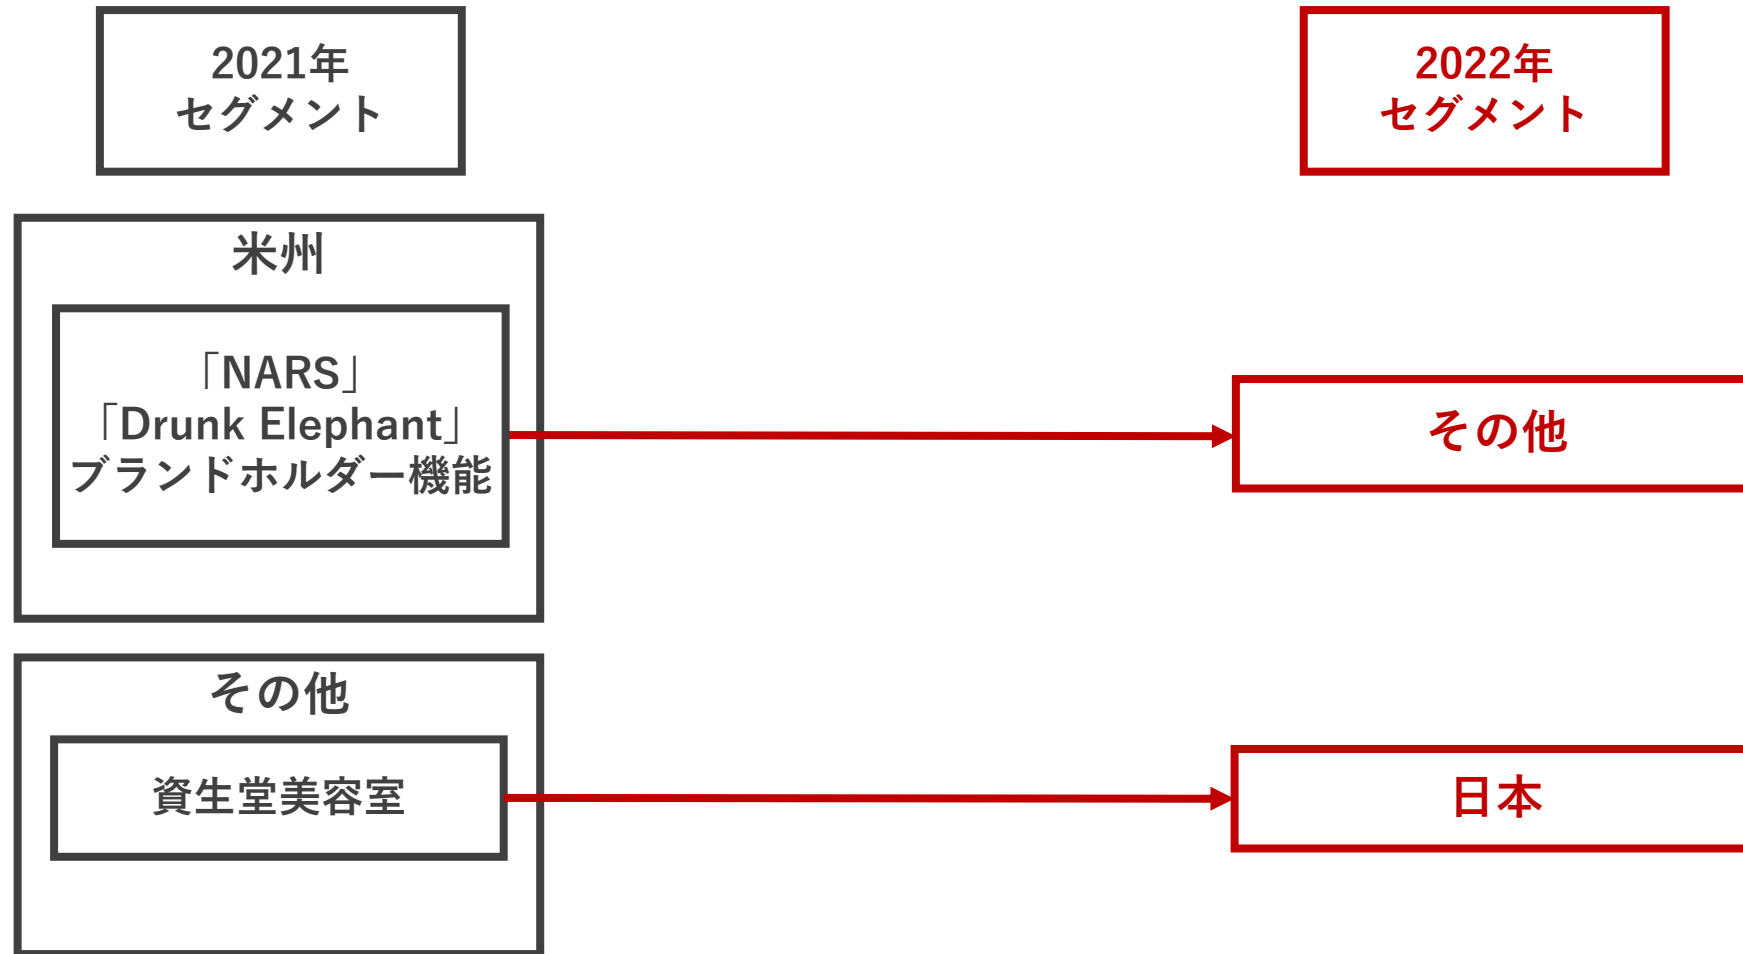 2021年
セグメント
2022年
セグメント
米州
「NARS」
「Drunk Elephant」
ブランドホルダー機能
その他
その他
資生堂美容室
日本